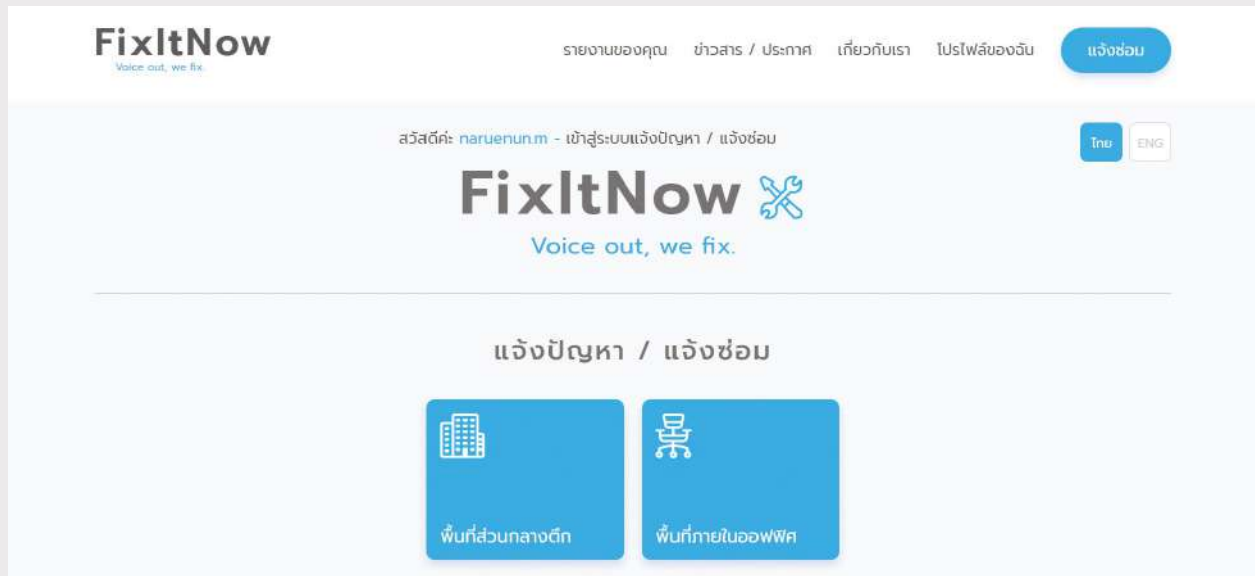 FixItNow
Voice out, we fix.
รายงานของคุณ ข่าวสาร / ประกาศ เกี่ยวกับเรา โปรไฟล์ของฉัน แจ้งซ่อม
สวัสดีค่ะ naruenun.m - เข้าสู่ระบบแจ้งปัญหา / แจ้งซ่อม
ไทย ENG
FixItNow
Voice out, we fix.
แจ้งปัญหา / แจ้งซ่อม
พื้นที่ส่วนกลางตึก พื้นที่ภายในออฟฟิศ